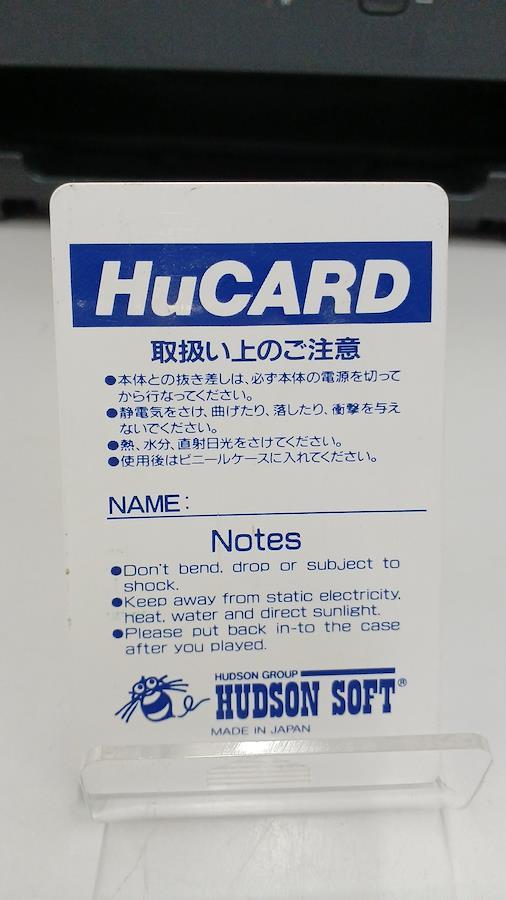 HuCARD
取扱い上のご注意
●本体との抜き差しは、必ず本体の電源を切って
から行なってください。
●静電気をさけ、曲げたり、落したり、衝撃を与え
ないでください。
●熱、水分、直射日光をさけてください。
●使用後はビニールケースに入れてください。
NAME:
Notes
●Don't bend, drop or subject to
shock.
●Keep away from static electricity,
heat, water and direct sunlight.
●Please put back in-to the case
after you played.
HUDSON GROUP
HUDSON SOFT®
MADE IN JAPAN